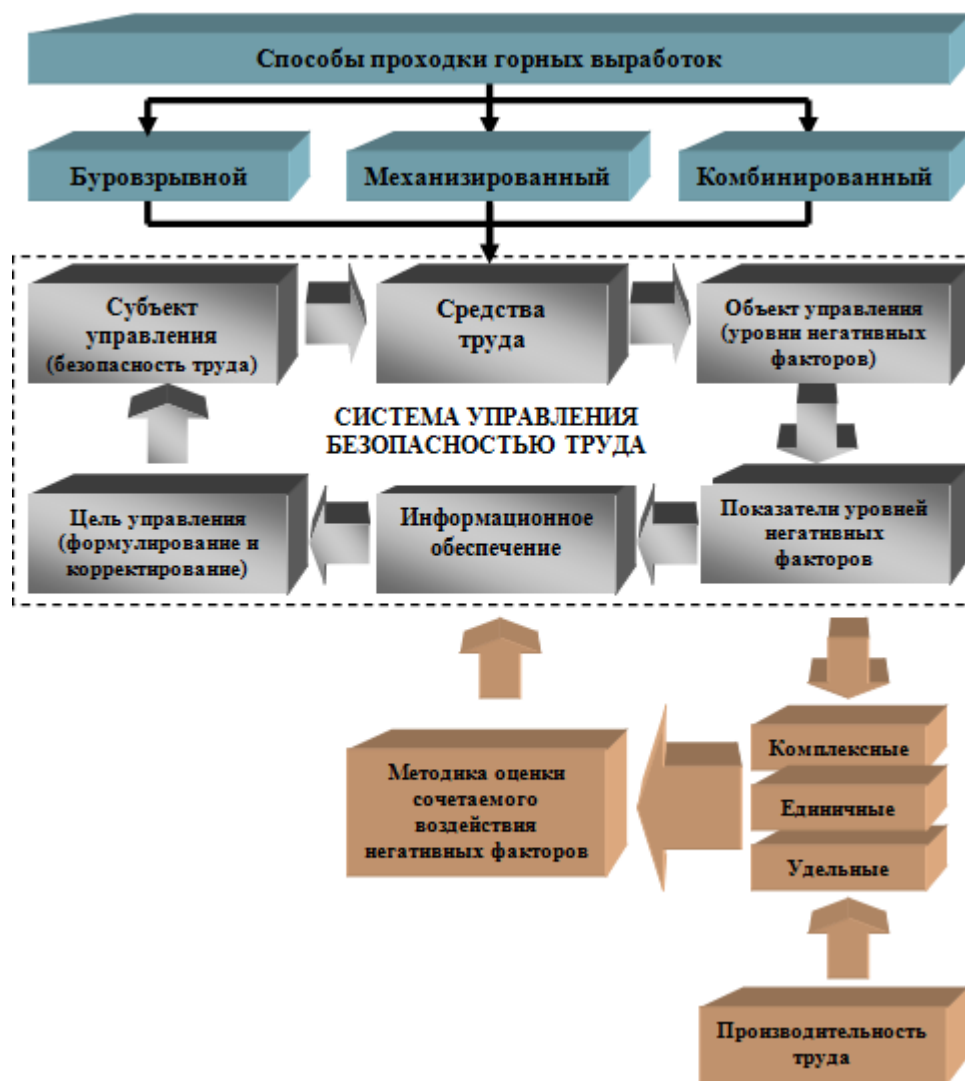 Способы проходки горных выработок
Буровзрывной
Механизированный
Комбинированный
Субъект
управления
(безопасность труда)
Средства
труда
Объект управления
(уровни негативных
факторов)
СИСТЕМА УПРАВЛЕНИЯ
БЕЗОПАСНОСТЬЮ ТРУДА
Цель управления
(формулирование и
корректирование)
Информационное
обеспечение
Показатели уровней
негативных
факторов
Комплексные
Единичные
Удельные
Методика оценки
сочетаемого
воздействия
негативных факторов
Производительность
труда